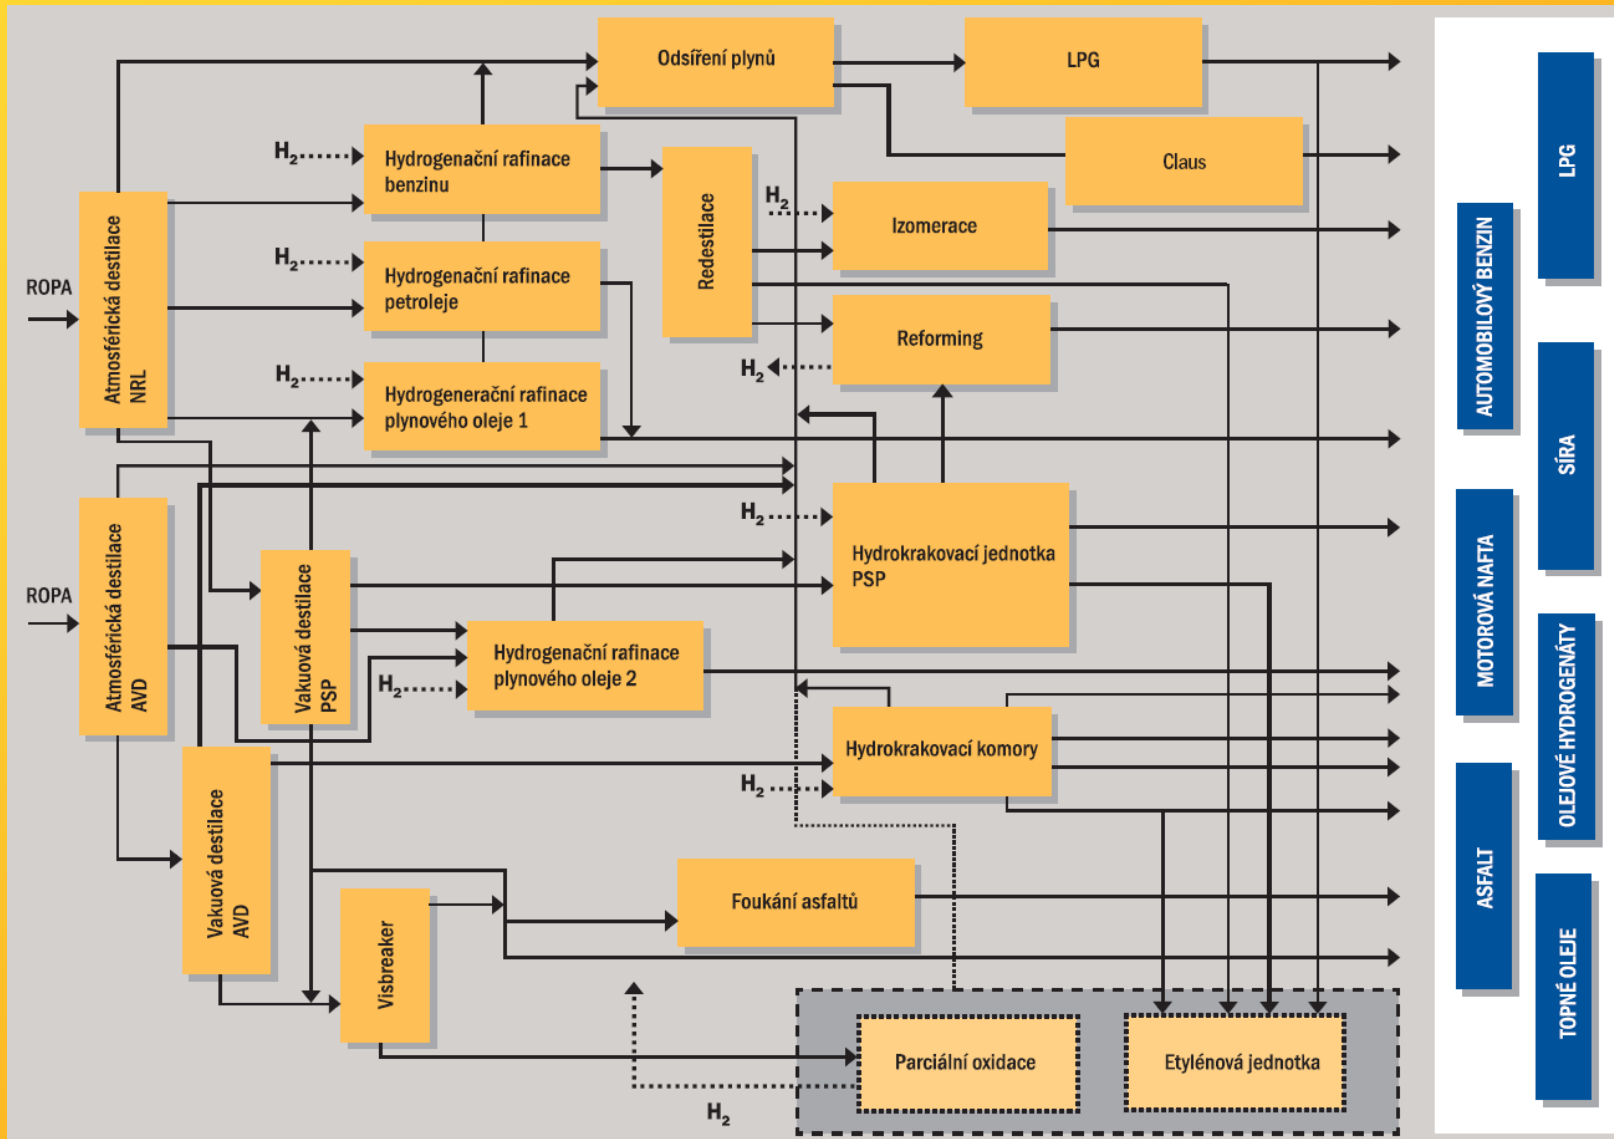 Odsíření plynů
LPG
H₂
Hydrogenační rafinace
benzinu
Claus
Redestilace
H₂
Izomerace
H₂
Hydrogenační rafinace
petroleje
ROPA
Atmosférická destilace
NRL
Reforming
H₂
H₂
Hydrogenerační rafinace
plynového oleje 1
H₂
Hydrokrakovací jednotka
PSP
ROPA
Atmosférická destilace
AVD
Vakuová destilace
PSP
Hydrogenační rafinace
plynového oleje 2
H₂
Hydrokrakovací komory
H₂
Vakuová destilace
AVD
Visbreaker
Foukání asfaltů
Parciální oxidace
Etylénová jednotka
H₂
LPG
AUTOMOBILOVÝ BENZIN
SÍRA
MOTOROVÁ NAFTA
OLEJOVÉ HYDROGENÁTY
ASFALT
TOPNÉ OLEJE